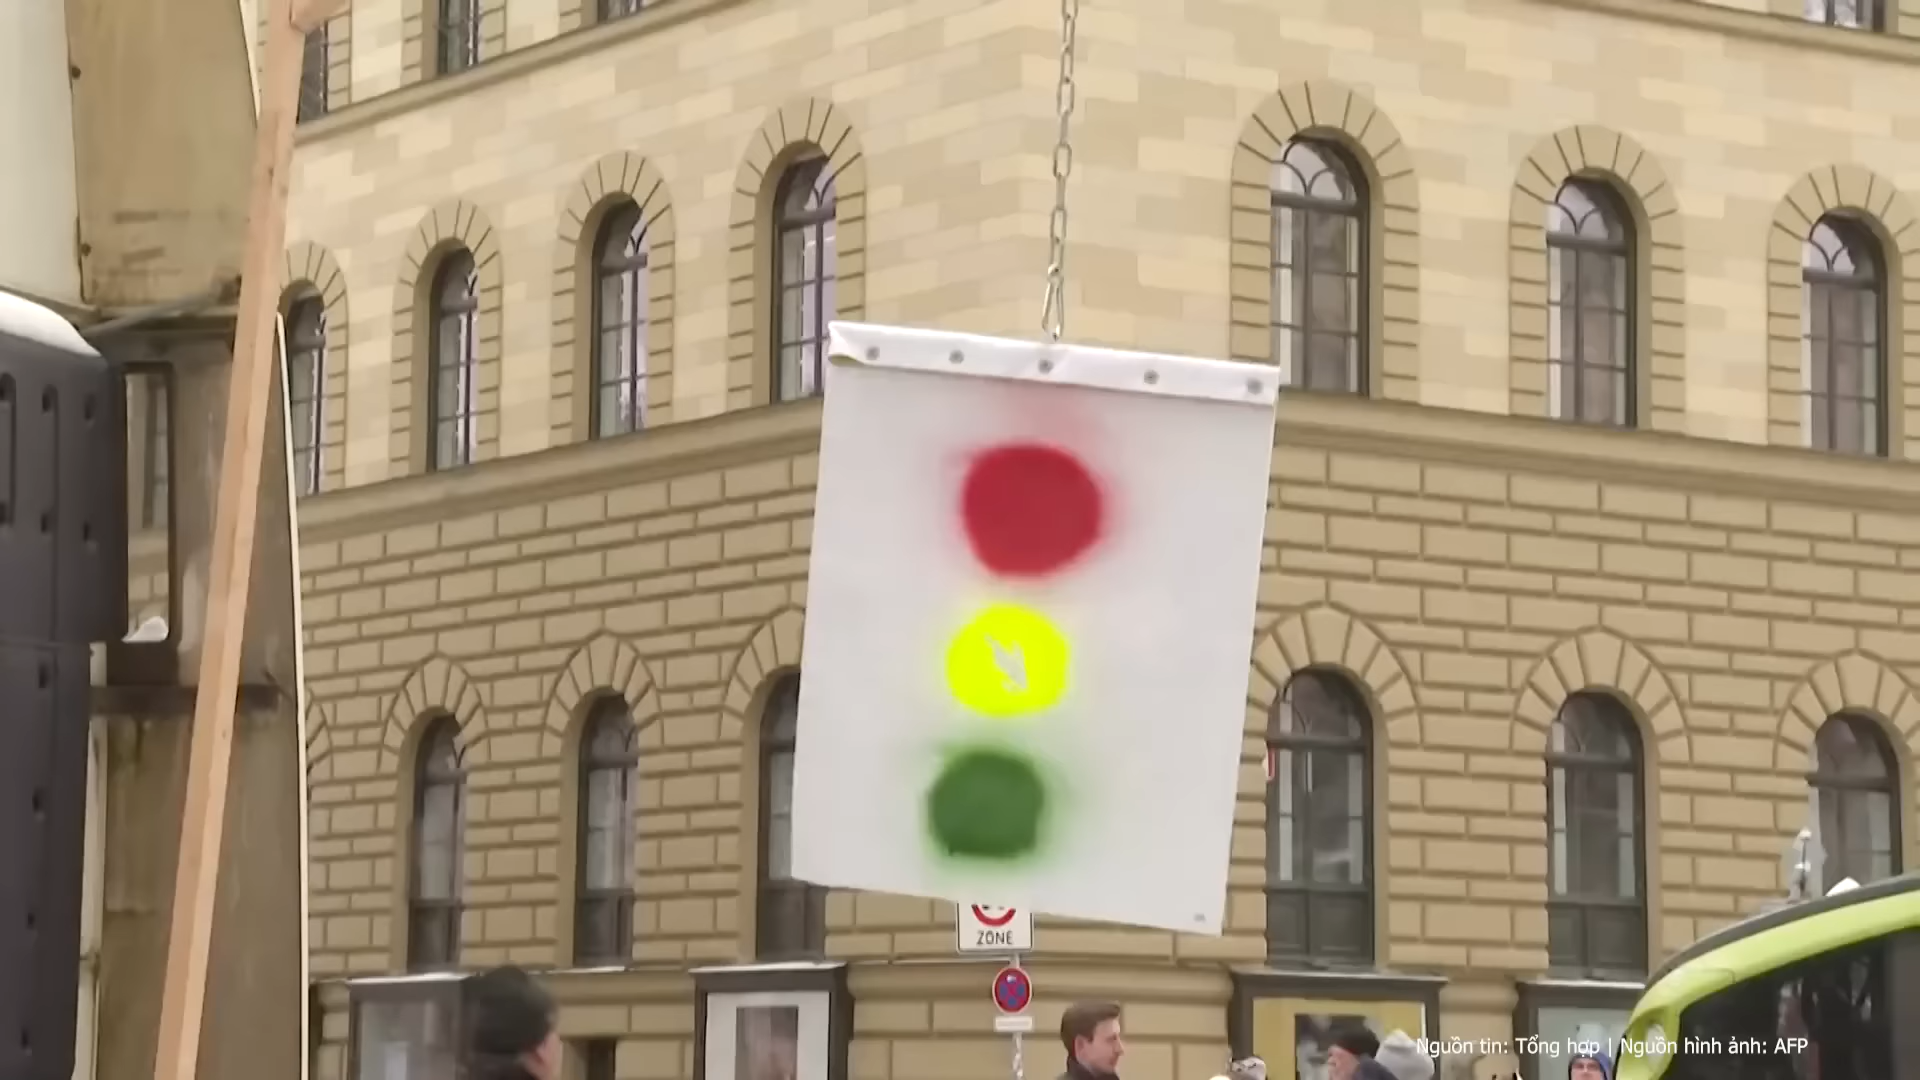 ZONE
Nguồn tin: Tổng hợp | Nguồn hình ảnh: AFP